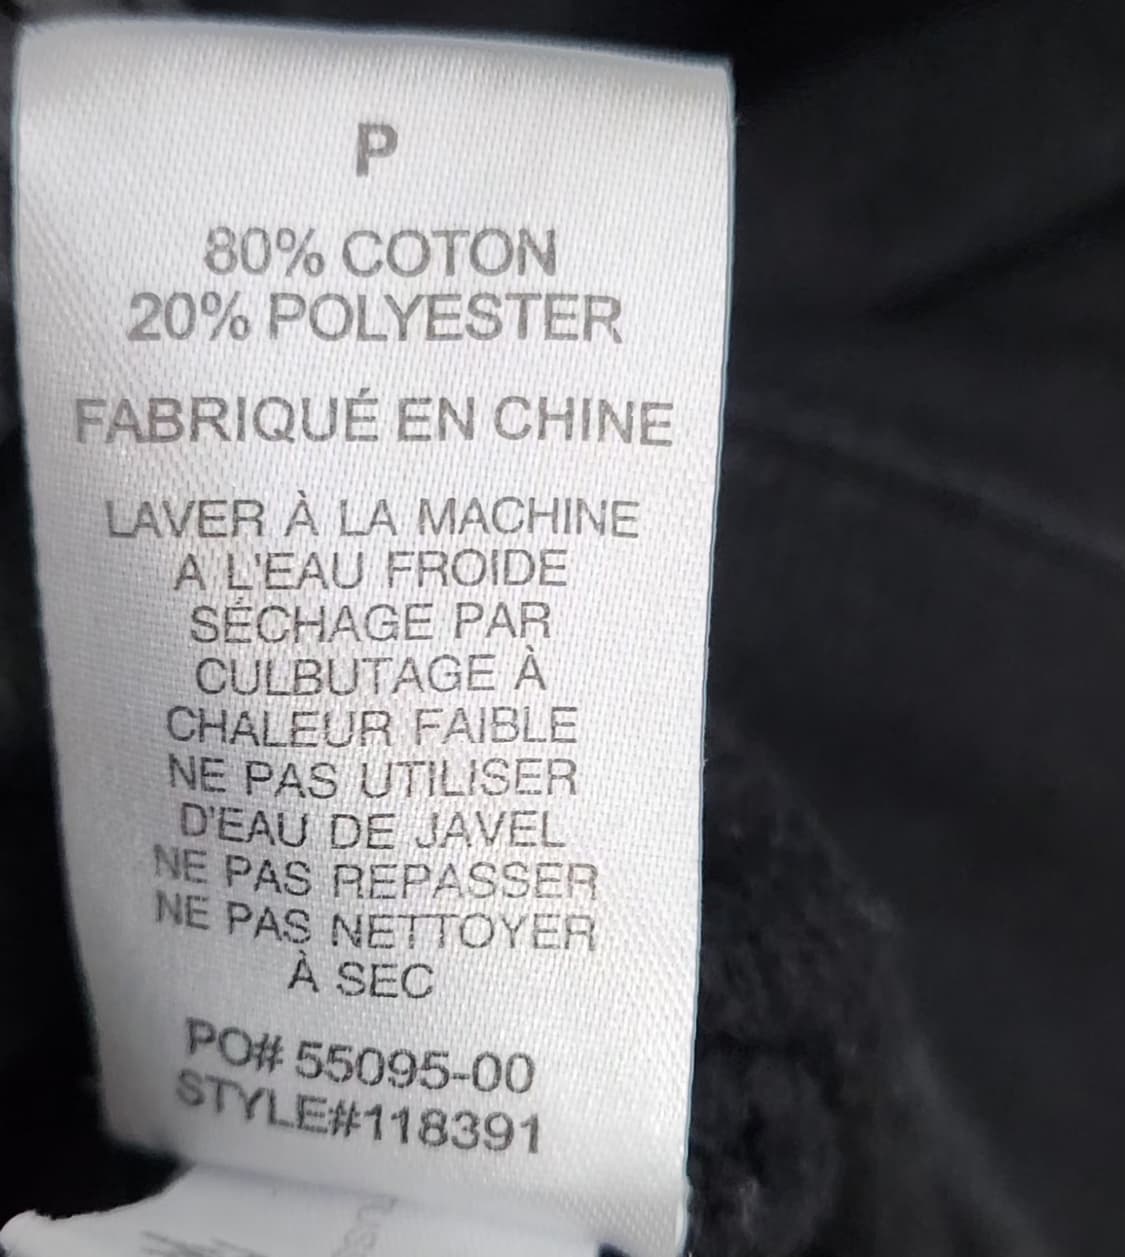 P
80% COTON
20% POLYESTER
FABRIQUÉ EN CHINE
LAVER À LA MACHINE
A L'EAU FROIDE
SÉCHAGE PAR
CULBUTAGE À
CHALEUR FAIBLE
NE PAS UTILISER
D'EAU DE JAVEL
NE PAS REPASSER
NE PAS NETTOYER
À SEC
PO# 55095-00
STYLE#118391